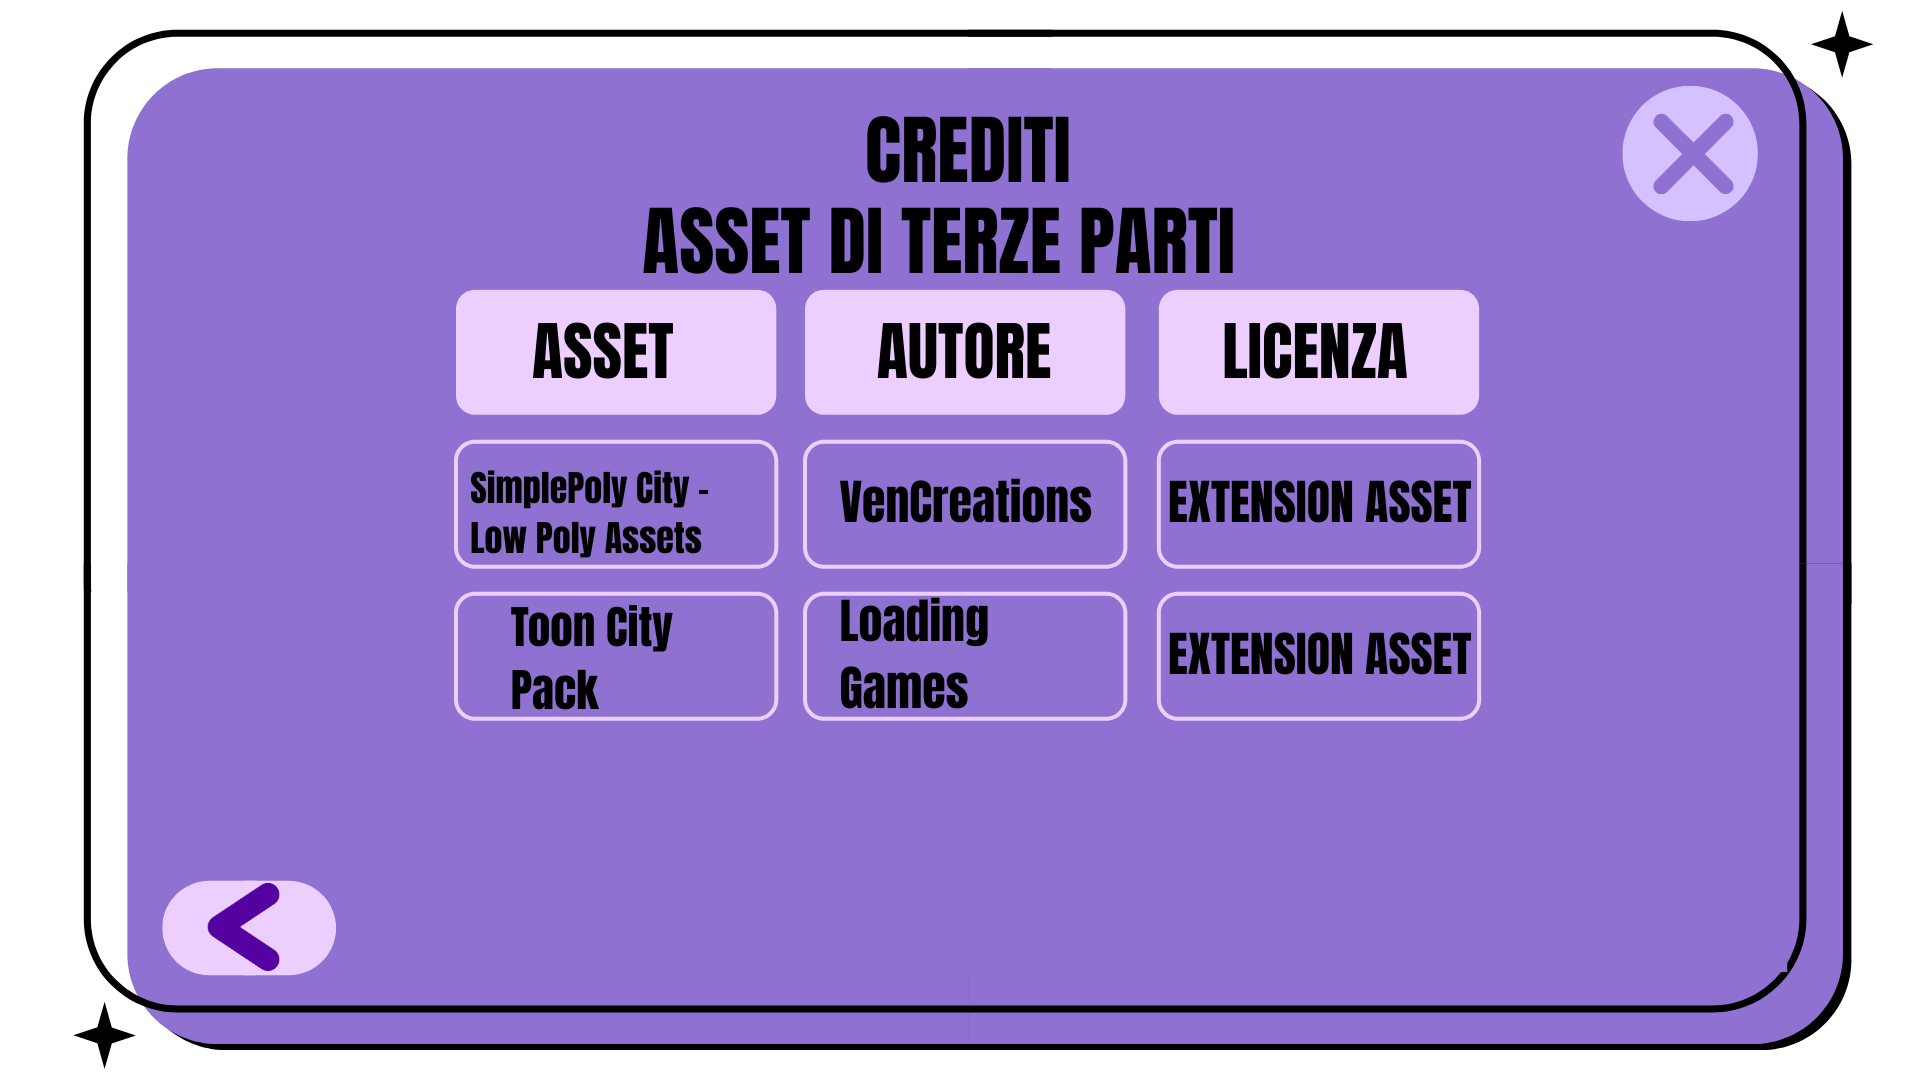 CREDITI
ASSET DI TERZE PARTI
ASSET AUTORE LICENZA
SimplePoly City -
Low Poly Assets
VenCreations
EXTENSION ASSET
Toon City
Pack
Loading
Games
EXTENSION ASSET